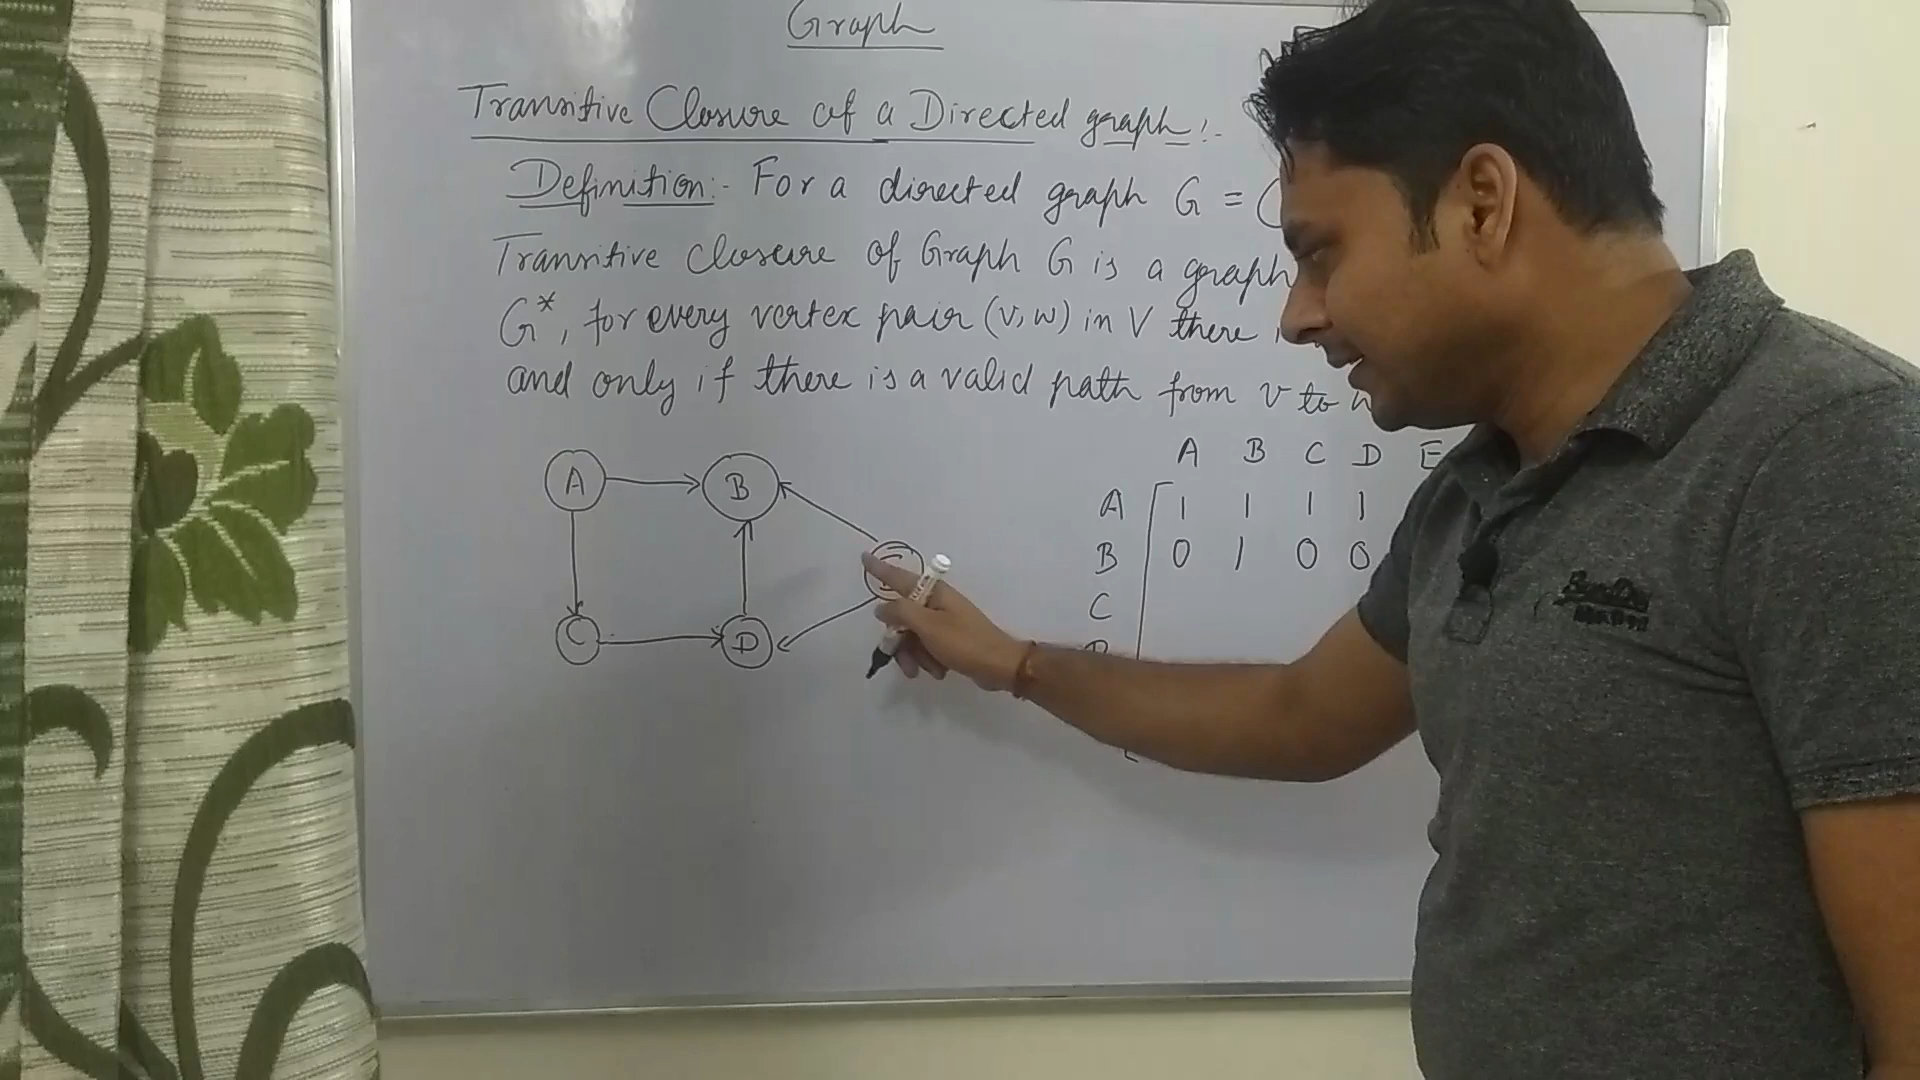 Graph
Transitive Closure of a Directed graph:-
Definition:- For a directed graph G = (
Transitive closure of Graph G is a graph
G*, for every vertex pair (v, w) in V there
and only if there is a valid path from v to
A B C D E
A 1 1 1 1
B 0 1 0 0
C
D
A B
C D